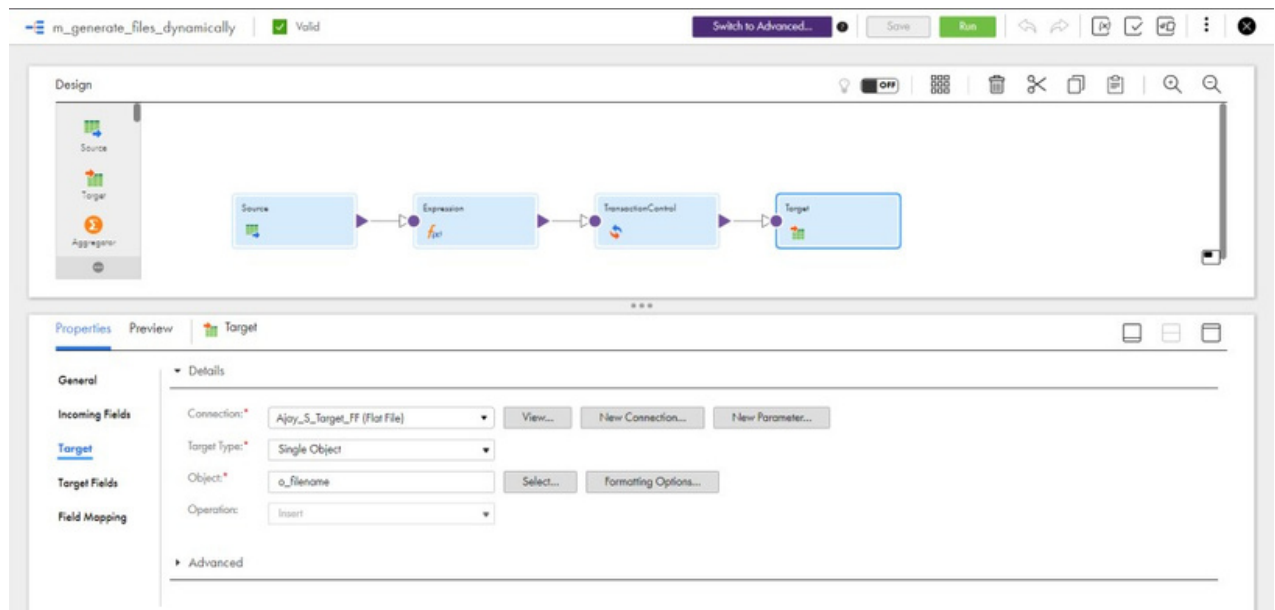 m_generate_files_dynamically Valid Switch to Advanced... Save Run
Design OFF
Source
Target
Aggregator
Source Expression TransactionControl Target
Properties Preview Target
General
Incoming Fields
Target
Target Fields
Field Mapping
Details
Connection:* Ajay_S_Target_FF (Flat File) View... New Connection... New Parameter...
Target Type:* Single Object
Object:* o_filename Select... Formatting Options...
Operation: Insert
Advanced